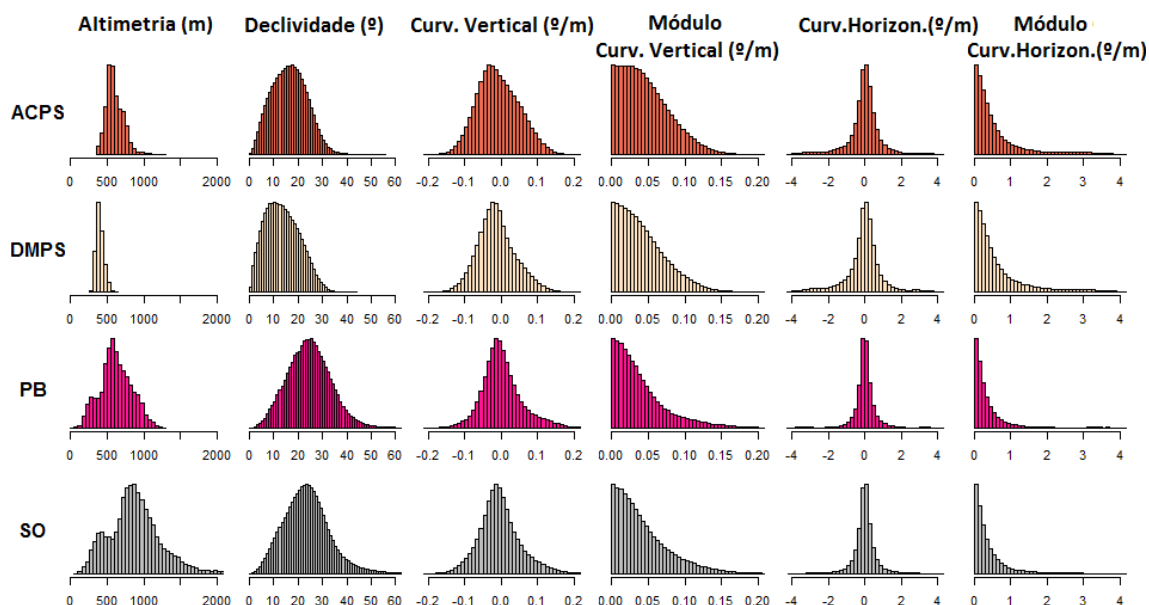 Altimetria (m) Declividade (º) Curv. Vertical (º/m) Módulo Curv. Vertical (º/m) Curv.Horizon.(º/m) Módulo Curv.Horizon.(º/m)
ACPS
0 500 1000 2000 0 10 20 30 40 50 60 -0.2 -0.1 0.0 0.1 0.2 0.00 0.05 0.10 0.15 0.20 -4 -2 0 2 4 0 1 2 3 4
DMPS
0 500 1000 2000 0 10 20 30 40 50 60 -0.2 -0.1 0.0 0.1 0.2 0.00 0.05 0.10 0.15 0.20 -4 -2 0 2 4 0 1 2 3 4
PB
0 500 1000 2000 0 10 20 30 40 50 60 -0.2 -0.1 0.0 0.1 0.2 0.00 0.05 0.10 0.15 0.20 -4 -2 0 2 4 0 1 2 3 4
SO
0 500 1000 2000 0 10 20 30 40 50 60 -0.2 -0.1 0.0 0.1 0.2 0.00 0.05 0.10 0.15 0.20 -4 -2 0 2 4 0 1 2 3 4